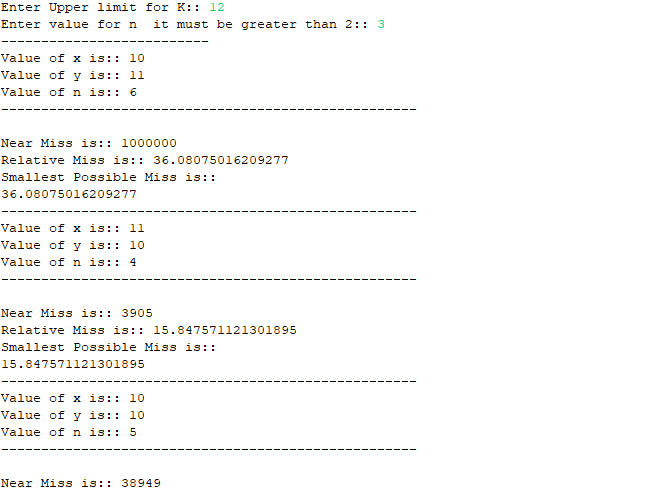 Enter Upper limit for K:: 12
Enter value for n  it must be greater than 2:: 3
--------------------------
Value of x is:: 10
Value of y is:: 11
Value of n is:: 6
----------------------------------------------------
Near Miss is:: 1000000
Relative Miss is:: 36.08075016209277
Smallest Possible Miss is::
36.08075016209277
----------------------------------------------------
Value of x is:: 11
Value of y is:: 10
Value of n is:: 4
----------------------------------------------------
Near Miss is:: 3905
Relative Miss is:: 15.847571121301895
Smallest Possible Miss is::
15.847571121301895
----------------------------------------------------
Value of x is:: 10
Value of y is:: 10
Value of n is:: 5
----------------------------------------------------
Near Miss is:: 38949